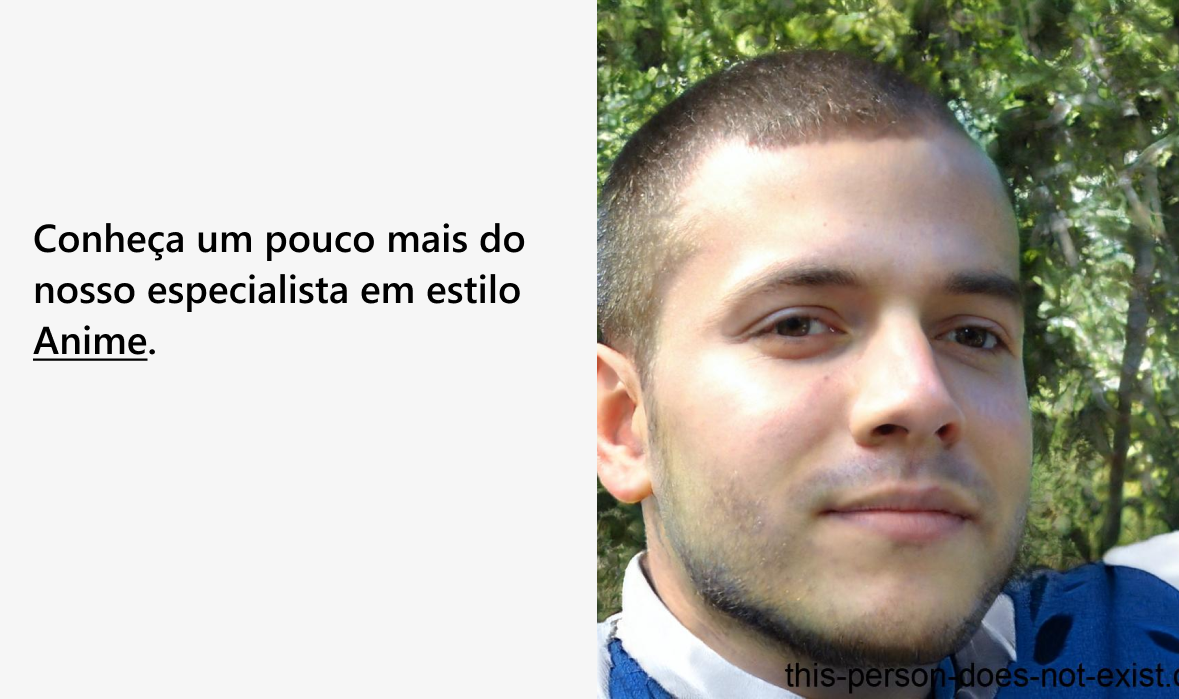 Conheça um pouco mais do
nosso especialista em estilo
Anime.
this-person-does-not-exist.c